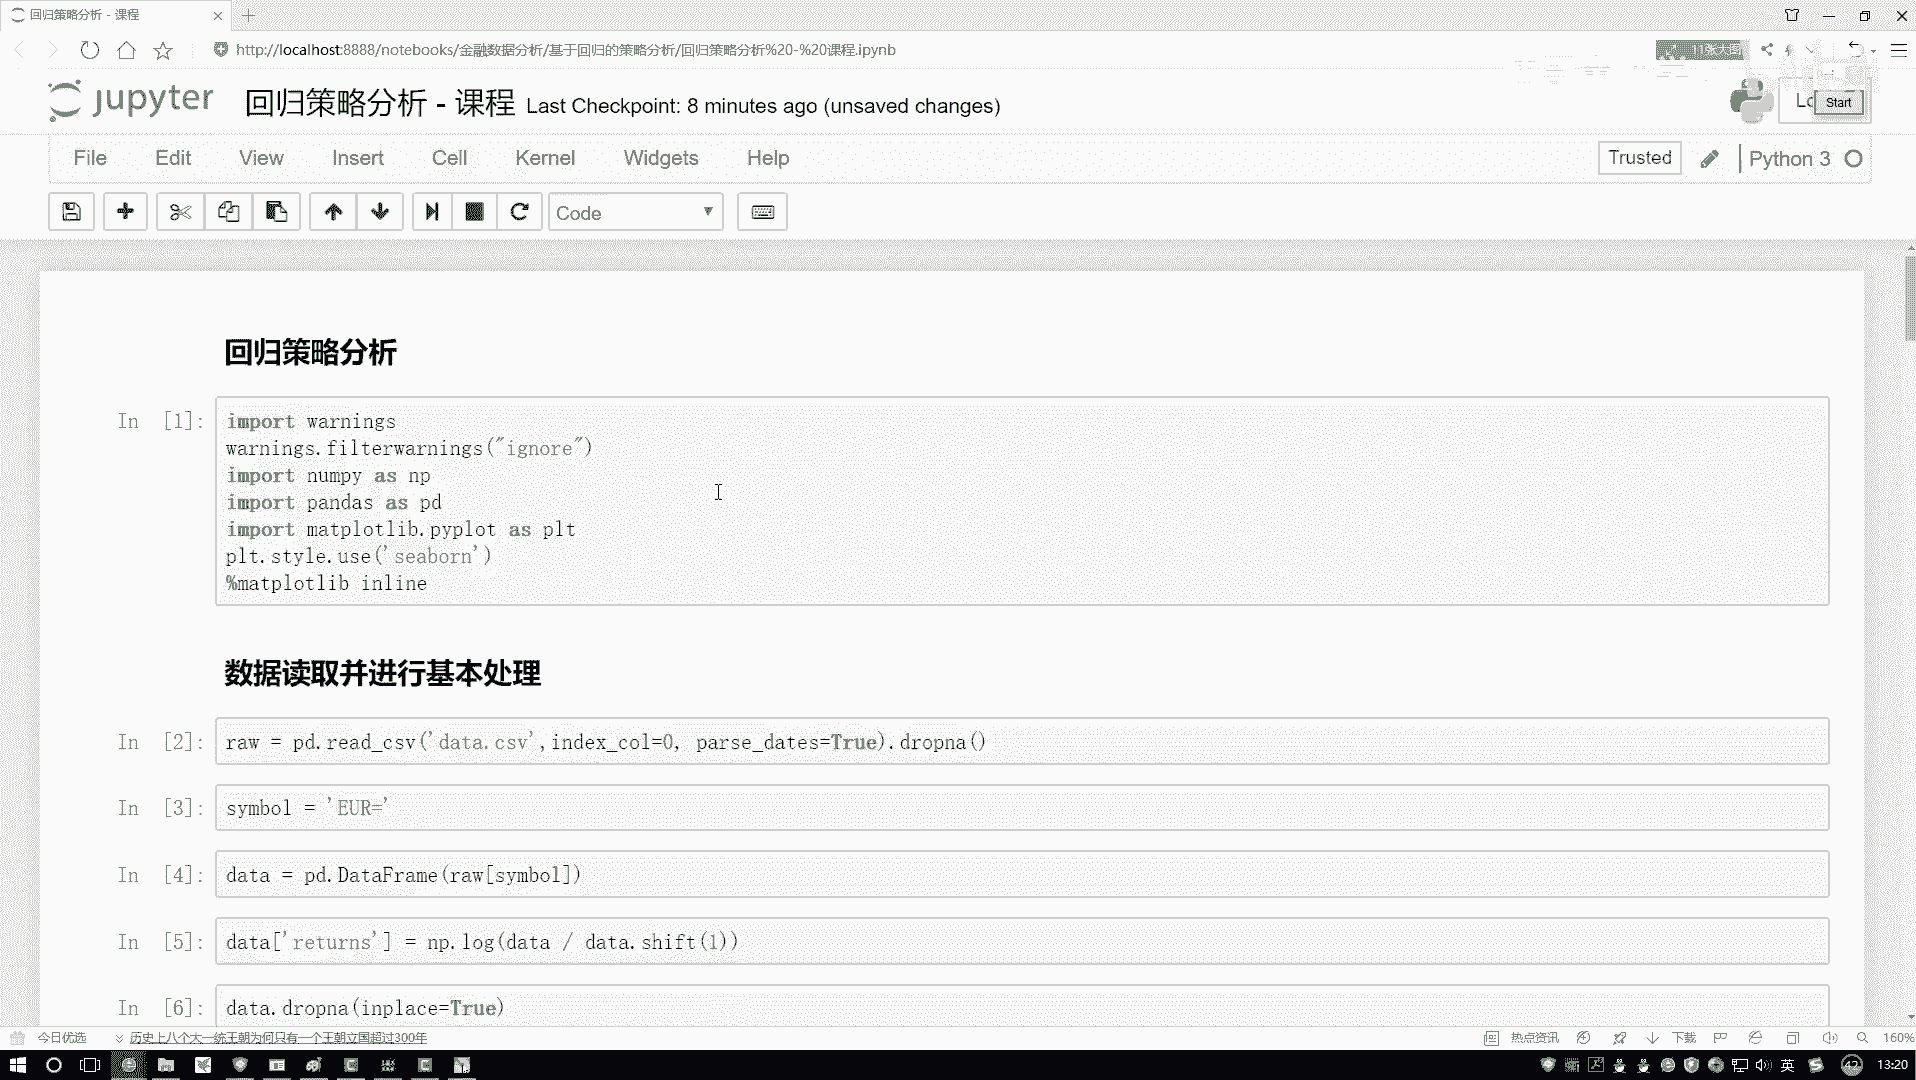 回归策略分析 - 课程
http://localhost:8888/notebooks/金融数据分析/基于回归的策略分析/回归策略分析%20-%20课程.ipynb
11张大图
jupyter 回归策略分析 - 课程 Last Checkpoint: 8 minutes ago (unsaved changes)
Start
File Edit View Insert Cell Kernel Widgets Help
Trusted Python 3
Code
回归策略分析
In [1]: import warnings
warnings.filterwarnings("ignore")
import numpy as np
import pandas as pd
import matplotlib.pyplot as plt
plt.style.use('seaborn')
%matplotlib inline
数据读取并进行基本处理
In [2]: raw = pd.read_csv('data.csv',index_col=0, parse_dates=True).dropna()
In [3]: symbol = 'EUR='
In [4]: data = pd.DataFrame(raw[symbol])
In [5]: data['returns'] = np.log(data / data.shift(1))
In [6]: data.dropna(inplace=True)
今日优选 历史上八个大一统王朝为何只有一个王朝立国超过300年 热点资讯 下载 160%
英 42 13:20